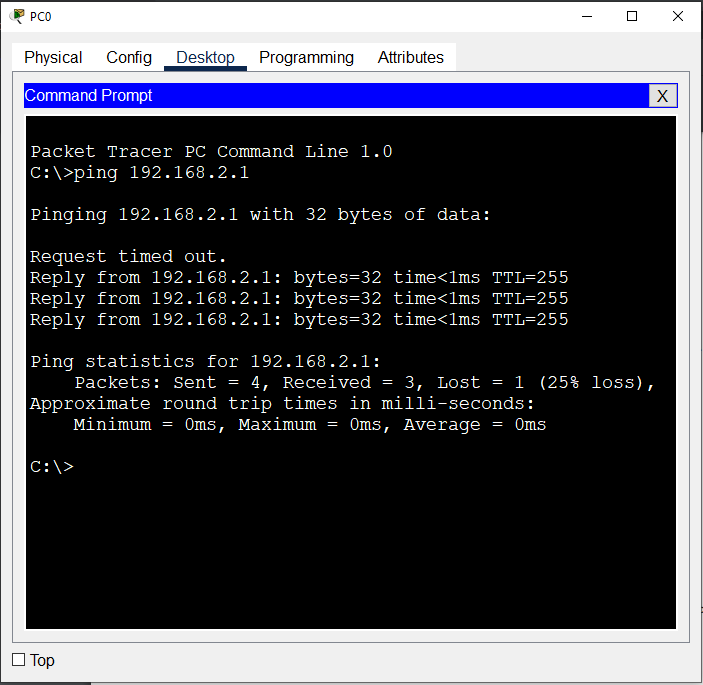 PC0
Physical Config Desktop Programming Attributes
Command Prompt X
Packet Tracer PC Command Line 1.0
C:\>ping 192.168.2.1
Pinging 192.168.2.1 with 32 bytes of data:
Request timed out.
Reply from 192.168.2.1: bytes=32 time<1ms TTL=255
Reply from 192.168.2.1: bytes=32 time<1ms TTL=255
Reply from 192.168.2.1: bytes=32 time<1ms TTL=255
Ping statistics for 192.168.2.1:
    Packets: Sent = 4, Received = 3, Lost = 1 (25% loss),
Approximate round trip times in milli-seconds:
    Minimum = 0ms, Maximum = 0ms, Average = 0ms
C:\>
Top